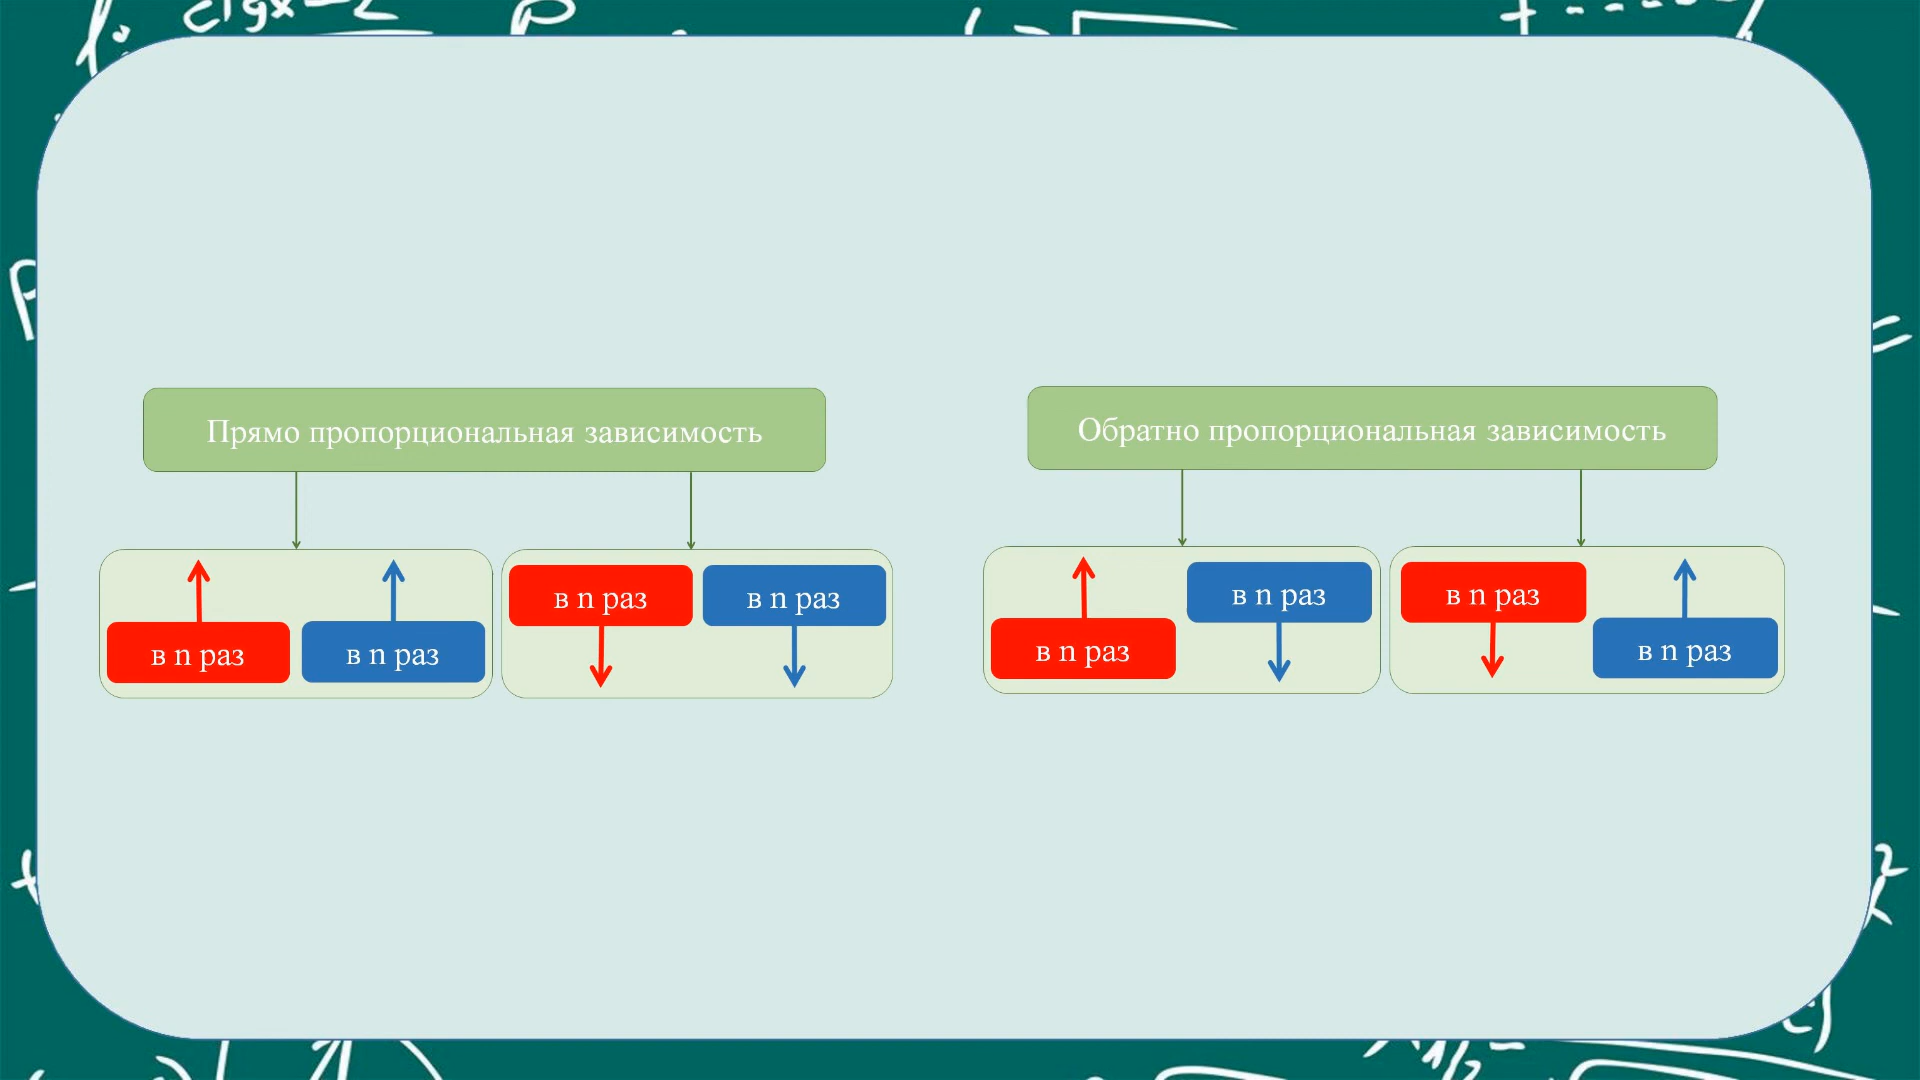 Прямо пропорциональная зависимость
в n раз
в n раз
в n раз
в n раз
Обратно пропорциональная зависимость
в n раз
в n раз
в n раз
в n раз